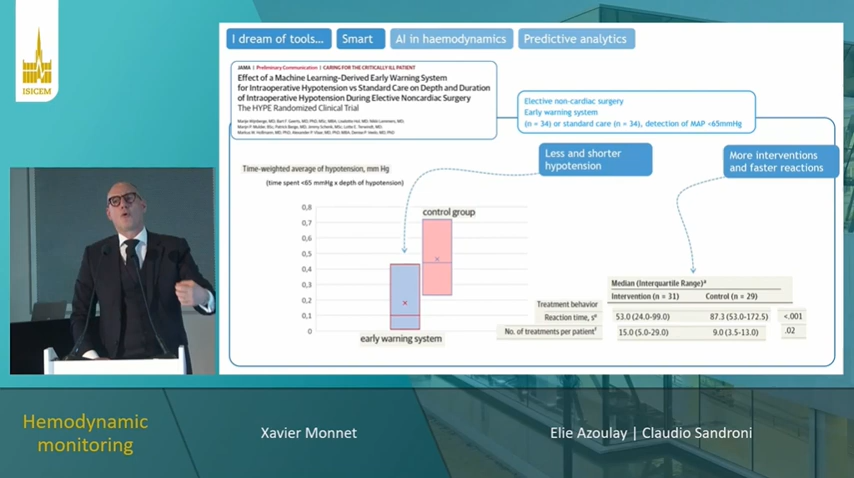 ISICEM
I dream of tools...
Smart
AI in haemodynamics
Predictive analytics
JAMA | Preliminary Communication | CARING FOR THE CRITICALLY ILL PATIENT
Effect of a Machine Learning-Derived Early Warning System
for Intraoperative Hypotension vs Standard Care on Depth and Duration
of Intraoperative Hypotension During Elective Noncardiac Surgery
The HYPE Randomized Clinical Trial
Elective non-cardiac surgery
Early warning system
(n = 34) or standard care (n = 34), detection of MAP <65mmHg
Less and shorter
hypotension
More interventions
and faster reactions
Time-weighted average of hypotension, mm Hg
(time spent <65 mmHg x depth of hypotension)
control group
0,8
0,7
0,6
0,5
0,4
0,3
0,2
0,1
0
early warning system
Median (Interquartile Range)a
Intervention (n = 31) Control (n = 29)
Treatment behavior
Reaction time, se 53.0 (24.0-99.0) 87.3 (53.0-172.5) <.001
No. of treatments per patientf 15.0 (5.0-29.0) 9.0 (3.5-13.0) .02
Hemodynamic
monitoring
Xavier Monnet
Elie Azoulay | Claudio Sandroni